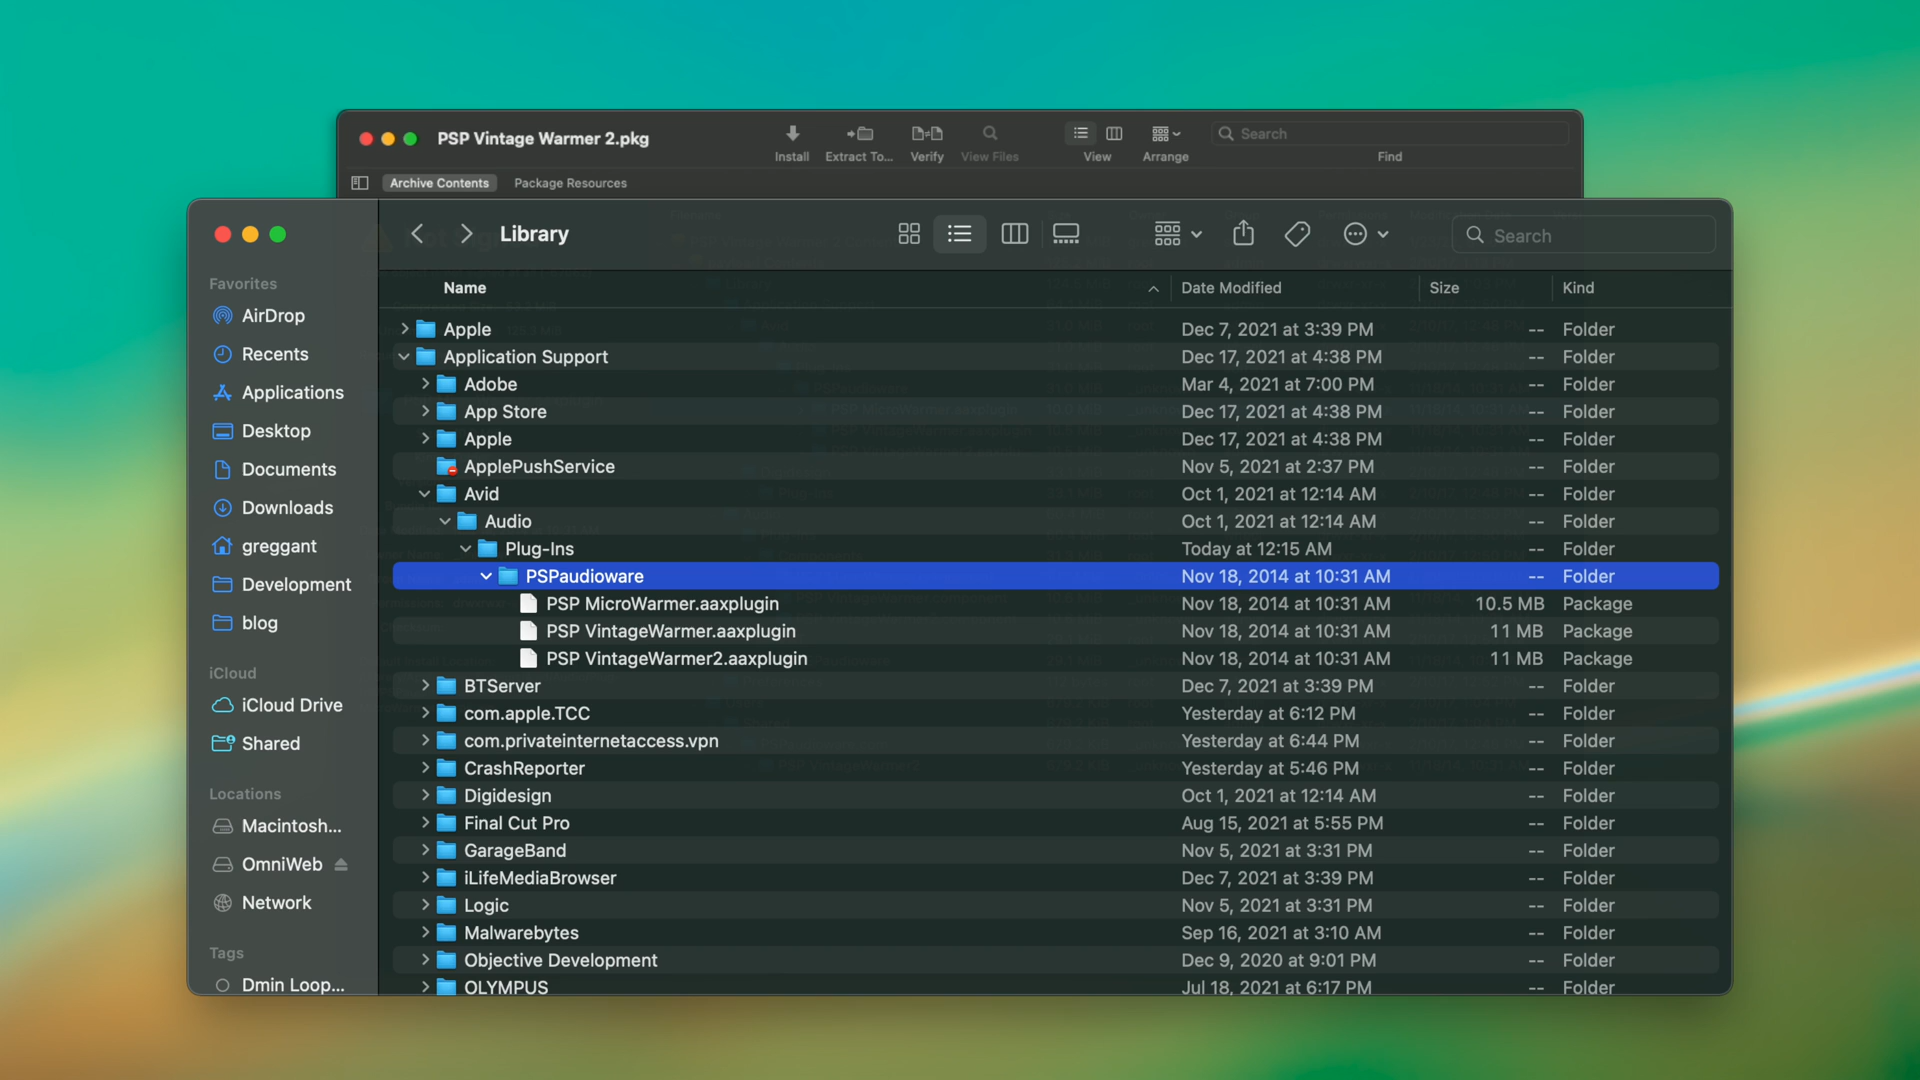 PSP Vintage Warmer 2.pkg
Install
Extract To...
Verify
View Files
View
Arrange
Search
Find
Archive Contents
Package Resources
Library
Search
Favorites
AirDrop
Recents
Applications
Desktop
Documents
Downloads
greggant
Development
blog
iCloud
iCloud Drive
Shared
Locations
Macintosh...
OmniWeb
Network
Tags
Dmin Loop...
Name Date Modified Size Kind
Apple Dec 7, 2021 at 3:39 PM -- Folder
Application Support Dec 17, 2021 at 4:38 PM -- Folder
Adobe Mar 4, 2021 at 7:00 PM -- Folder
App Store Dec 17, 2021 at 4:38 PM -- Folder
Apple Dec 17, 2021 at 4:38 PM -- Folder
ApplePushService Nov 5, 2021 at 2:37 PM -- Folder
Avid Oct 1, 2021 at 12:14 AM -- Folder
Audio Oct 1, 2021 at 12:14 AM -- Folder
Plug-Ins Today at 12:15 AM -- Folder
PSPaudioware Nov 18, 2014 at 10:31 AM -- Folder
PSP MicroWarmer.aaxplugin Nov 18, 2014 at 10:31 AM 10.5 MB Package
PSP VintageWarmer.aaxplugin Nov 18, 2014 at 10:31 AM 11 MB Package
PSP VintageWarmer2.aaxplugin Nov 18, 2014 at 10:31 AM 11 MB Package
BTServer Dec 7, 2021 at 3:39 PM -- Folder
com.apple.TCC Yesterday at 6:12 PM -- Folder
com.privateinternetaccess.vpn Yesterday at 6:44 PM -- Folder
CrashReporter Yesterday at 5:46 PM -- Folder
Digidesign Oct 1, 2021 at 12:14 AM -- Folder
Final Cut Pro Aug 15, 2021 at 5:55 PM -- Folder
GarageBand Nov 5, 2021 at 3:31 PM -- Folder
iLifeMediaBrowser Dec 7, 2021 at 3:39 PM -- Folder
Logic Nov 5, 2021 at 3:31 PM -- Folder
Malwarebytes Sep 16, 2021 at 3:10 AM -- Folder
Objective Development Dec 9, 2020 at 9:01 PM -- Folder
OLYMPUS Jul 18, 2021 at 6:17 PM -- Folder